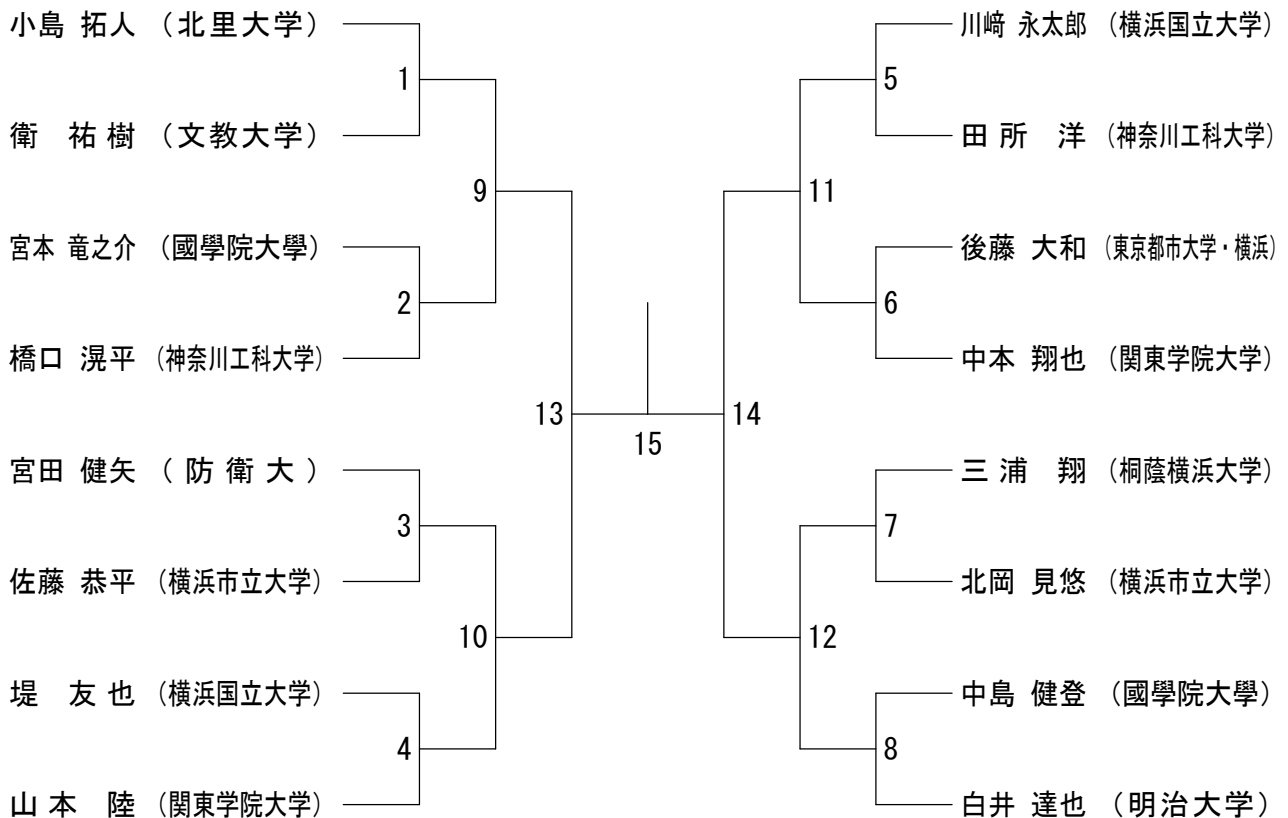 小島 拓人 （北里大学）
1
衛 祐樹 （文教大学）
9
宮本 竜之介 （國學院大學）
2
橋口 滉平 （神奈川工科大学）
13
宮田 健矢 （防衛大）
3
佐藤 恭平 （横浜市立大学）
10
堤 友也 （横浜国立大学）
4
山本 陸 （関東学院大学）
15
川﨑 永太郎 （横浜国立大学）
5
田所 洋 （神奈川工科大学）
11
後藤 大和 （東京都市大学・横浜）
6
中本 翔也 （関東学院大学）
14
三浦 翔 （桐蔭横浜大学）
7
北岡 見悠 （横浜市立大学）
12
中島 健登 （國學院大學）
8
白井 達也 （明治大学）